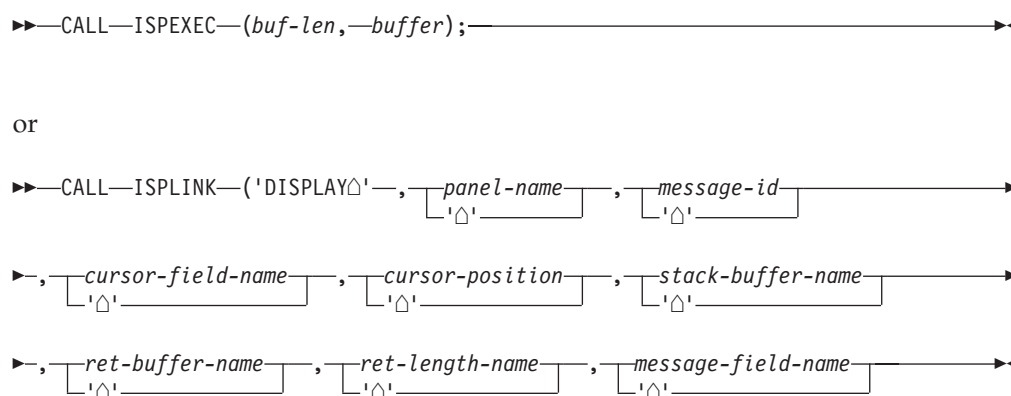 CALL ISPEXEC (buf-len, buffer);
or
CALL ISPLINK ('DISPLAY⌂' , panel-name , message-id
'⌂' '⌂'
, cursor-field-name , cursor-position , stack-buffer-name
'⌂' '⌂' '⌂'
, ret-buffer-name , ret-length-name , message-field-name
'⌂' '⌂' '⌂'